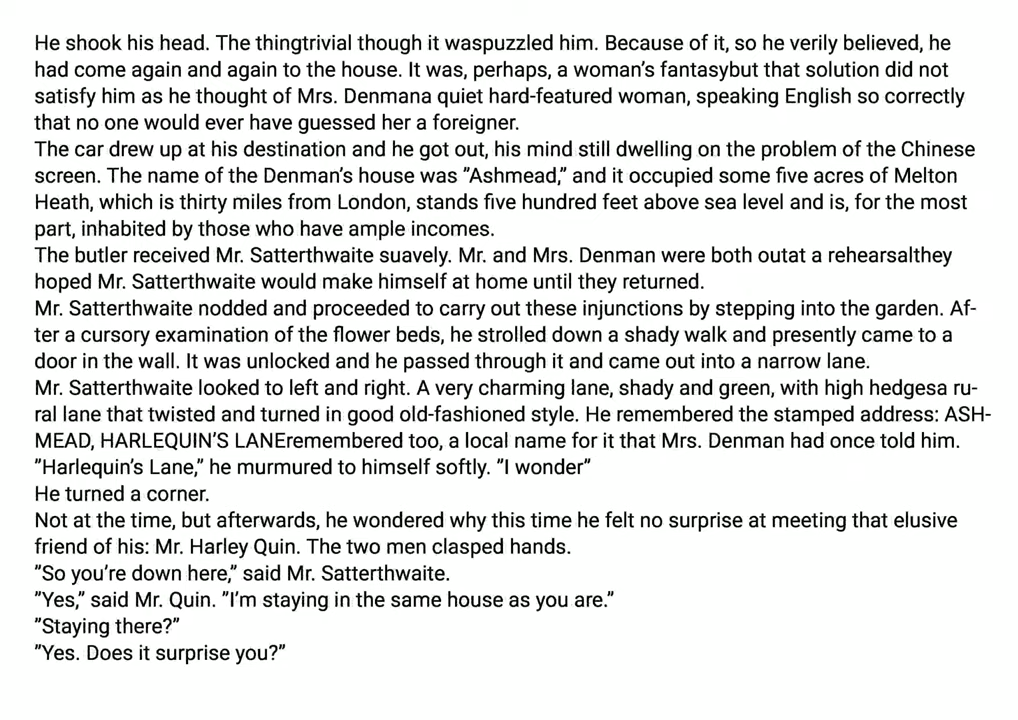 He shook his head. The thingtrivial though it waspuzzled him. Because of it, so he verily believed, he
had come again and again to the house. It was, perhaps, a woman's fantasybut that solution did not
satisfy him as he thought of Mrs. Denmana quiet hard-featured woman, speaking English so correctly
that no one would ever have guessed her a foreigner.
The car drew up at his destination and he got out, his mind still dwelling on the problem of the Chinese
screen. The name of the Denman's house was ”Ashmead,” and it occupied some five acres of Melton
Heath, which is thirty miles from London, stands five hundred feet above sea level and is, for the most
part, inhabited by those who have ample incomes.
The butler received Mr. Satterthwaite suavely. Mr. and Mrs. Denman were both outat a rehearsalthey
hoped Mr. Satterthwaite would make himself at home until they returned.
Mr. Satterthwaite nodded and proceeded to carry out these injunctions by stepping into the garden. Af-
ter a cursory examination of the flower beds, he strolled down a shady walk and presently came to a
door in the wall. It was unlocked and he passed through it and came out into a narrow lane.
Mr. Satterthwaite looked to left and right. A very charming lane, shady and green, with high hedgesa ru-
ral lane that twisted and turned in good old-fashioned style. He remembered the stamped address: ASH-
MEAD, HARLEQUIN'S LANEremembered too, a local name for it that Mrs. Denman had once told him.
”Harlequin's Lane,” he murmured to himself softly. ”I wonder”
He turned a corner.
Not at the time, but afterwards, he wondered why this time he felt no surprise at meeting that elusive
friend of his: Mr. Harley Quin. The two men clasped hands.
”So you're down here,” said Mr. Satterthwaite.
”Yes,” said Mr. Quin. ”I'm staying in the same house as you are.”
”Staying there?”
”Yes. Does it surprise you?”